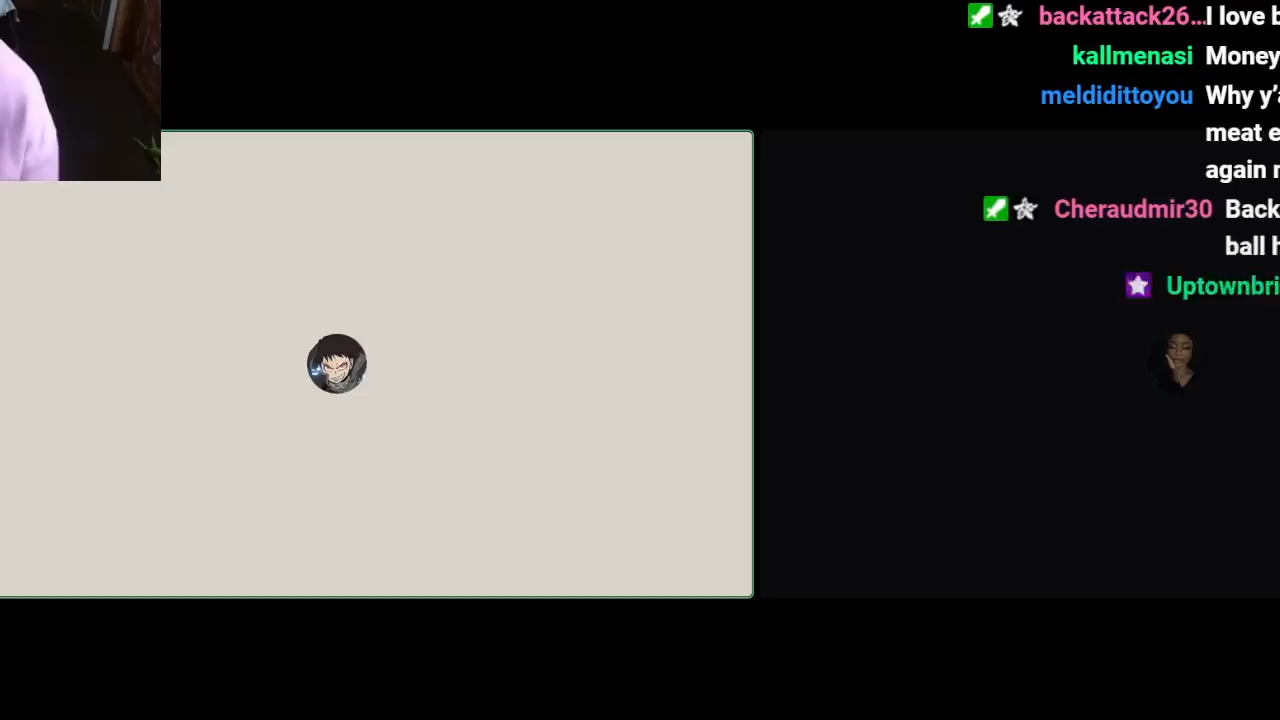 backattack26… I love
kallmenasi Money
meldidittoyou Why y'
meat
again
Cheraudmir30 Back
ball
Uptownbri